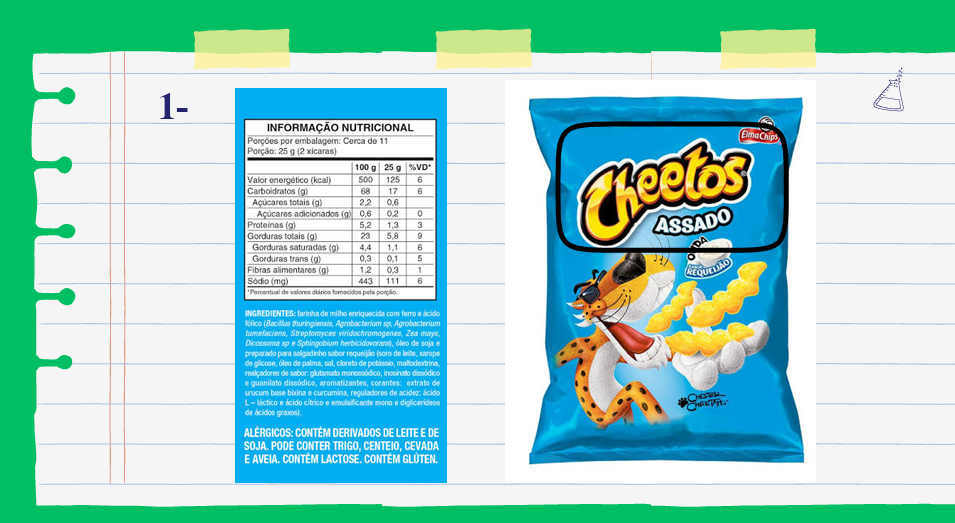 1-
INFORMAÇÃO NUTRICIONAL
Porções por embalagem: Cerca de 11
Porção: 25 g (2 xícaras)
100 g 25 g %VD*
Valor energético (kcal) 500 125 6
Carboidratos (g) 68 17 6
Açúcares totais (g) 2,2 0,6
Açúcares adicionados (g) 0,6 0,2 0
Proteínas (g) 5,2 1,3 3
Gorduras totais (g) 23 5,8 9
Gorduras saturadas (g) 4,4 1,1 6
Gorduras trans (g) 0,3 0,1 5
Fibras alimentares (g) 1,2 0,3 1
Sódio (mg) 443 111 6
*Percentual de valores diários fornecidos pela porção.
INGREDIENTES: farinha de milho enriquecida com ferro e ácido
fólico (Bacillus thuringiensis, Agrobacterium sp, Agrobacterium
tumefaciens, Streptomyces viridochromogenes, Zea mays,
Dicossoma sp e Sphingobium herbicidovorans), óleo de soja e
preparado para salgadinho sabor requeijão (soro de leite, xarope
de glicose, óleo de palma, sal, cloreto de potássio, maltodextrina,
realçadores de sabor: glutamato monossódico, inosinato dissódico
e guanilato dissódico, aromatizantes, corantes: extrato de
urucum base bixina e curcumina, reguladores de acidez: ácido
L – láctico e ácido cítrico e emulsificante mono e diglicerídeos
de ácidos graxos).
ALÉRGICOS: CONTÉM DERIVADOS DE LEITE E DE
SOJA. PODE CONTER TRIGO, CENTEIO, CEVADA
E AVEIA. CONTÉM LACTOSE. CONTÉM GLÚTEN.
Elma Chips
Cheetos
ASSADO
ONDA
REQUEIJÃO
Chester Cheetah